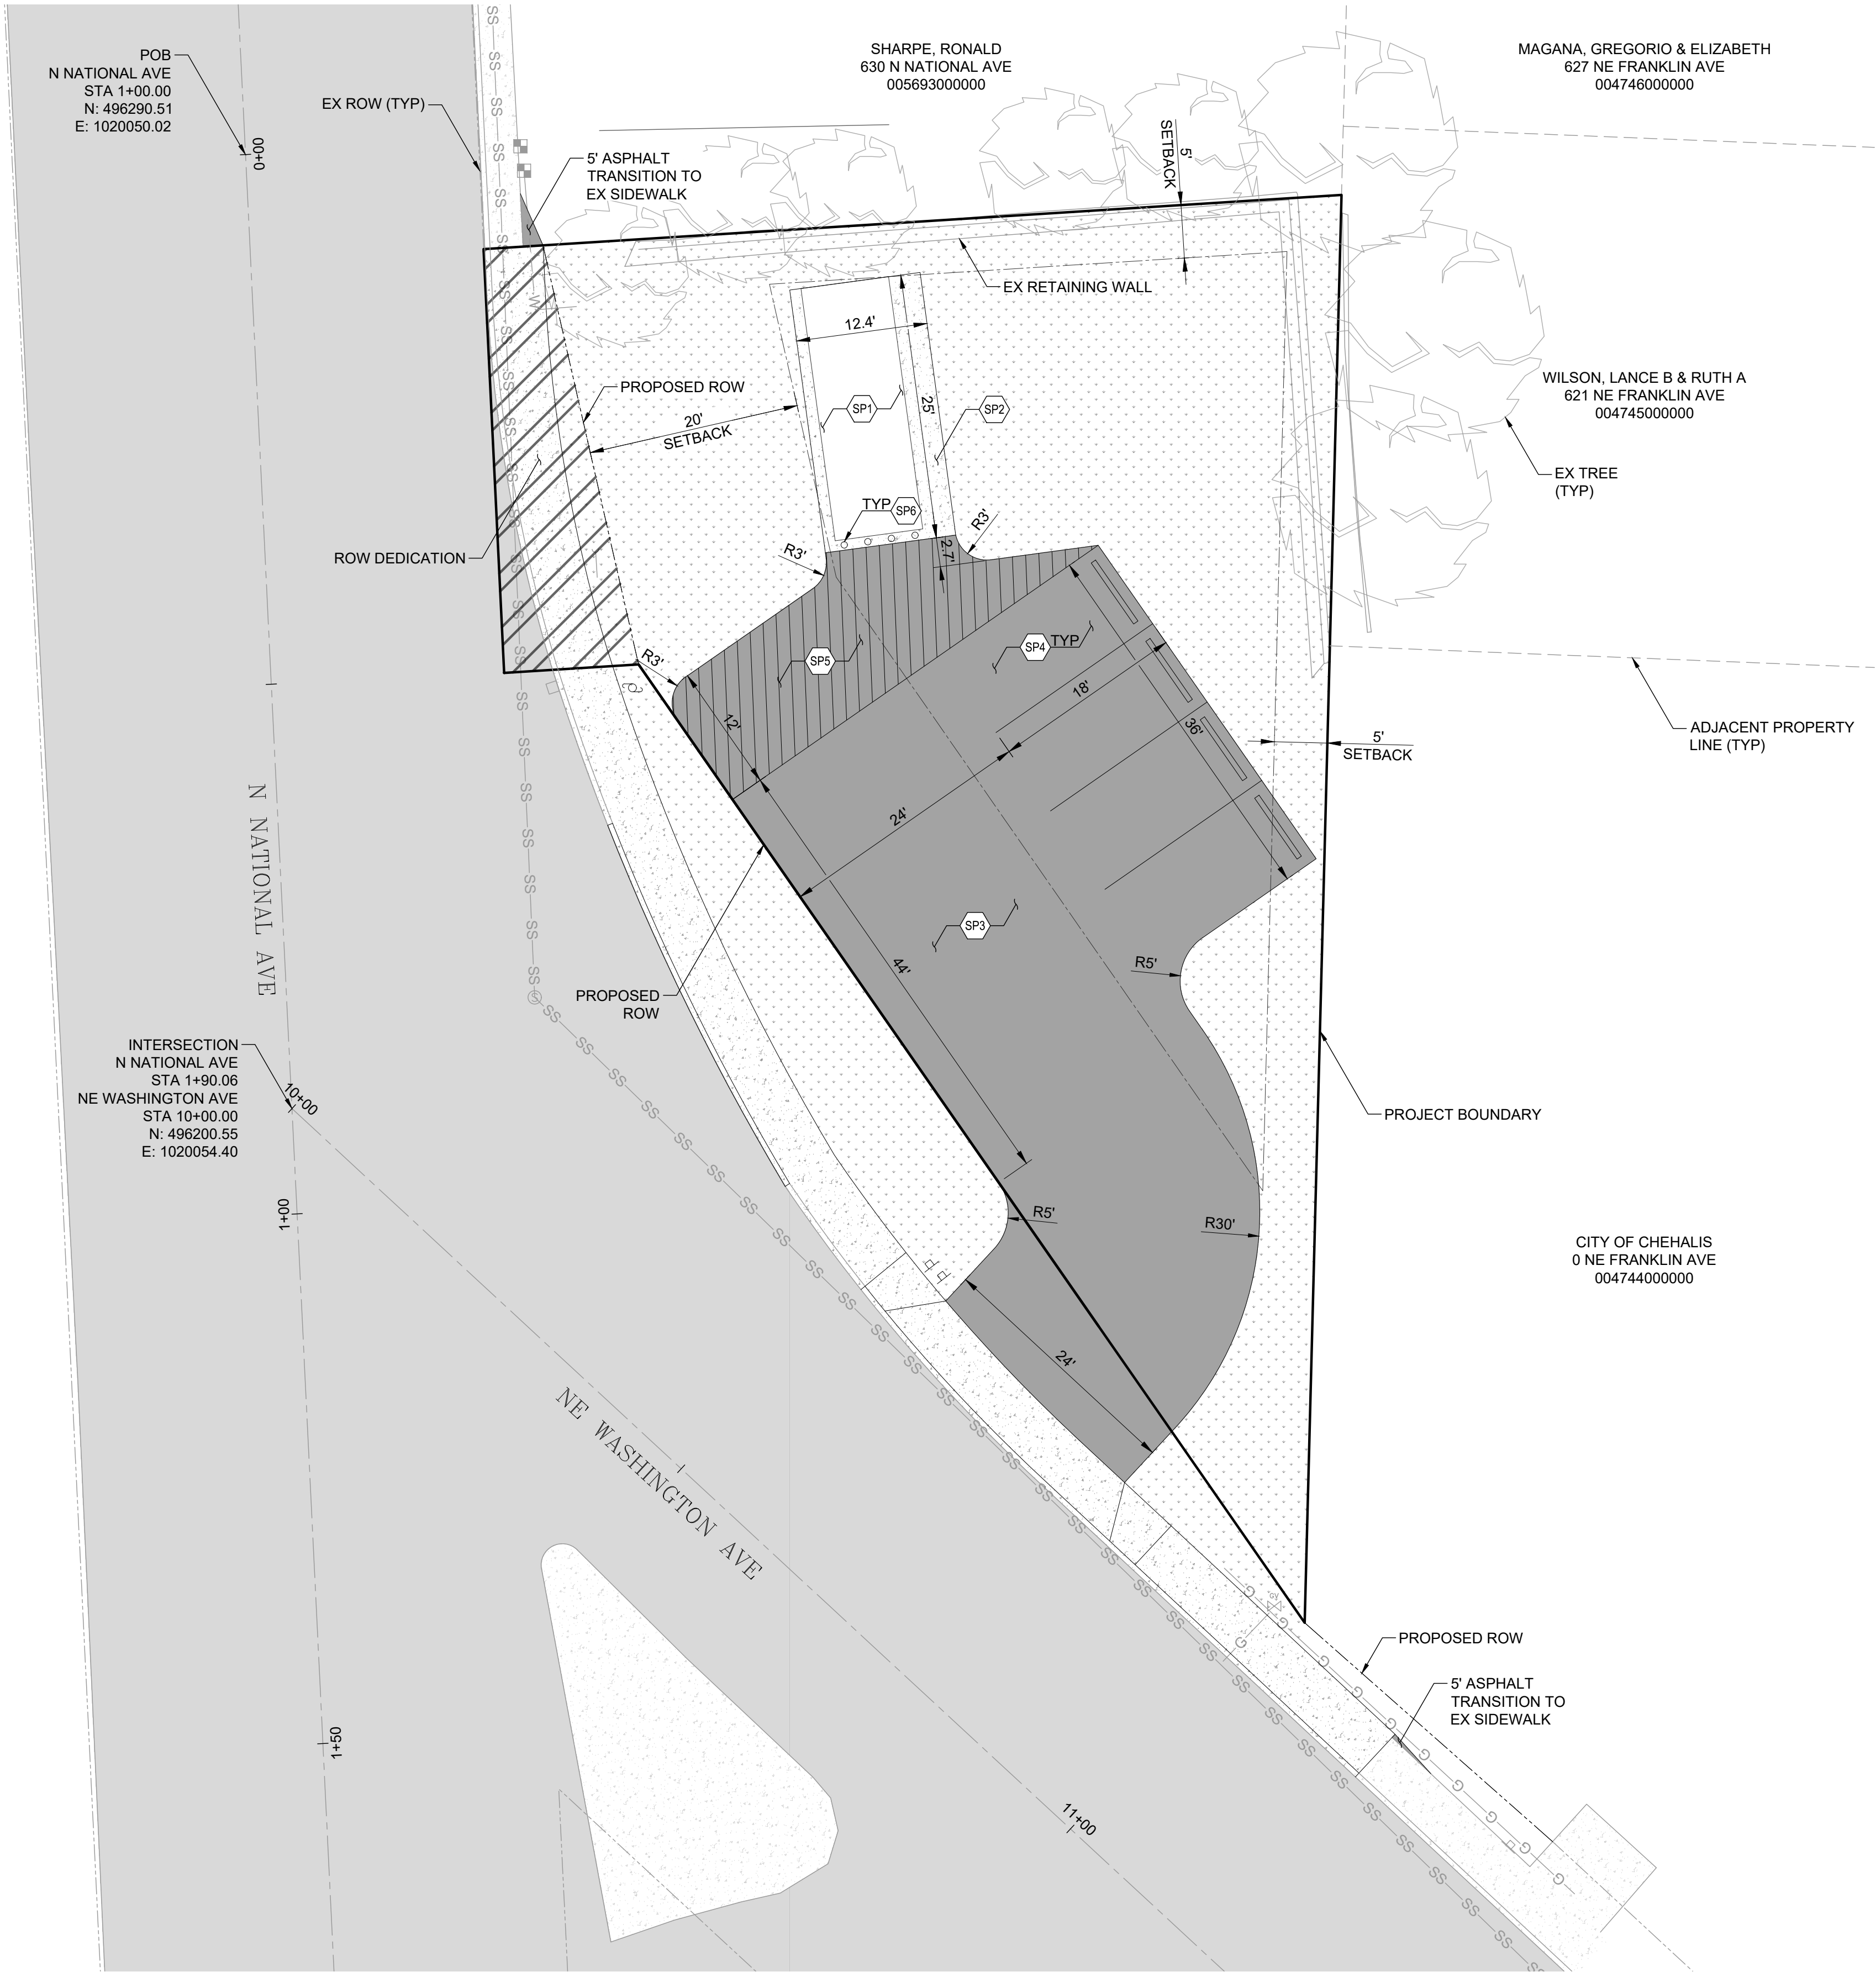 SHARPE, RONALD
630 N NATIONAL AVE
005693000000
MAGANA, GREGORIO & ELIZABETH
627 NE FRANKLIN AVE
004746000000
POB
N NATIONAL AVE
STA 1+00.00
N: 496290.51
E: 1020050.02
EX ROW (TYP)
0+00
5' ASPHALT
TRANSITION TO
EX SIDEWALK
5'
SETBACK
EX RETAINING WALL
12.4'
25'
PROPOSED ROW
SP1
SP2
20'
SETBACK
WILSON, LANCE B & RUTH A
621 NE FRANKLIN AVE
004745000000
EX TREE
(TYP)
TYP
SP6
R3'
R3'
2.7'
ROW DEDICATION
W
R3'
SP5
SP4
TYP
18'
12'
36'
5'
SETBACK
ADJACENT PROPERTY
LINE (TYP)
24'
N NATIONAL AVE
SP3
44'
R5'
PROPOSED
ROW
INTERSECTION
N NATIONAL AVE
STA 1+90.06
NE WASHINGTON AVE
STA 10+00.00
N: 496200.55
E: 1020054.40
10+00
PROJECT BOUNDARY
1+00
R5'
R30'
CITY OF CHEHALIS
0 NE FRANKLIN AVE
004744000000
24'
NE WASHINGTON AVE
PROPOSED ROW
5' ASPHALT
TRANSITION TO
EX SIDEWALK
1+50
11+00
SS
G